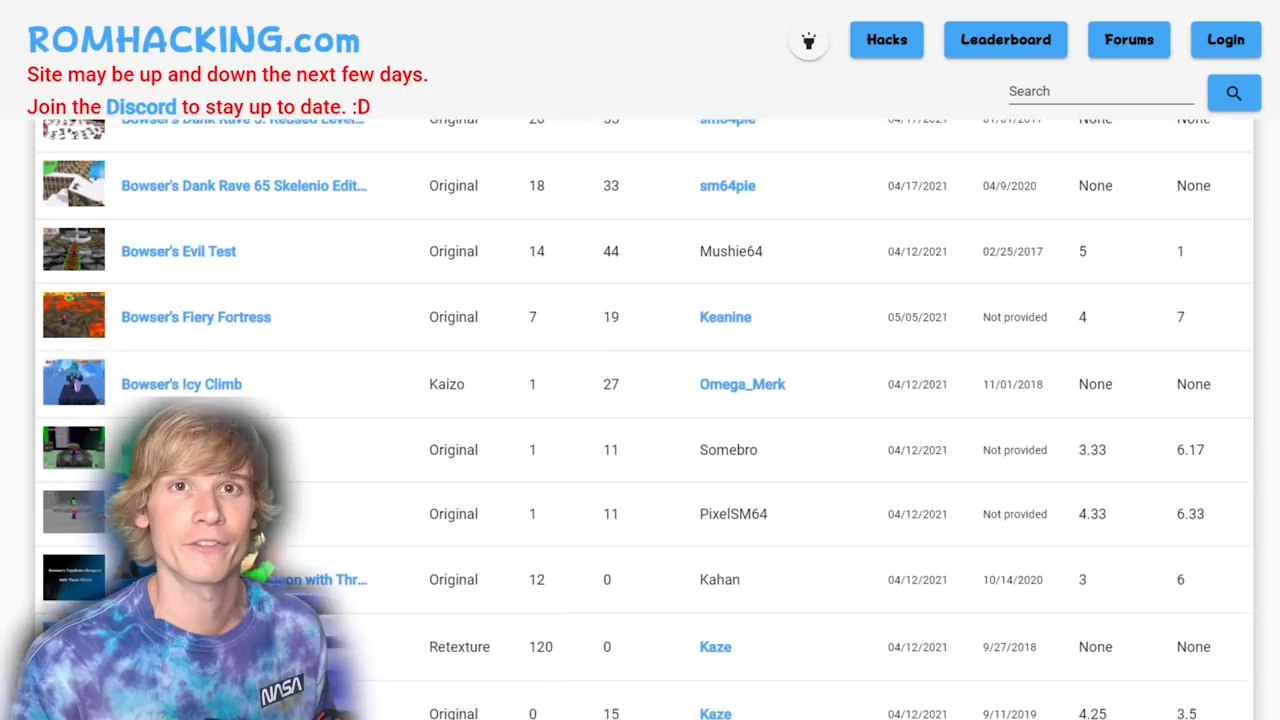 ROMHACKING.com
Hacks Leaderboard Forums Login
Site may be up and down the next few days.
Join the Discord to stay up to date. :D
Search
Bowser's Dank Rave 65 Skelenio Edit... Original 18 33 sm64pie 04/17/2021 04/9/2020 None None
Bowser's Evil Test Original 14 44 Mushie64 04/12/2021 02/25/2017 5 1
Bowser's Fiery Fortress Original 7 19 Keanine 05/05/2021 Not provided 4 7
Bowser's Icy Climb Kaizo 1 27 Omega_Merk 04/12/2021 11/01/2018 None None
Original 1 11 Somebro 04/12/2021 Not provided 3.33 6.17
Original 1 11 PixelSM64 04/12/2021 Not provided 4.33 6.33
with Thr... Original 12 0 Kahan 04/12/2021 10/14/2020 3 6
Retexture 120 0 Kaze 04/12/2021 9/27/2018 None None
Original 0 15 Kaze 04/12/2021 9/11/2019 4.25 3.5
NASA